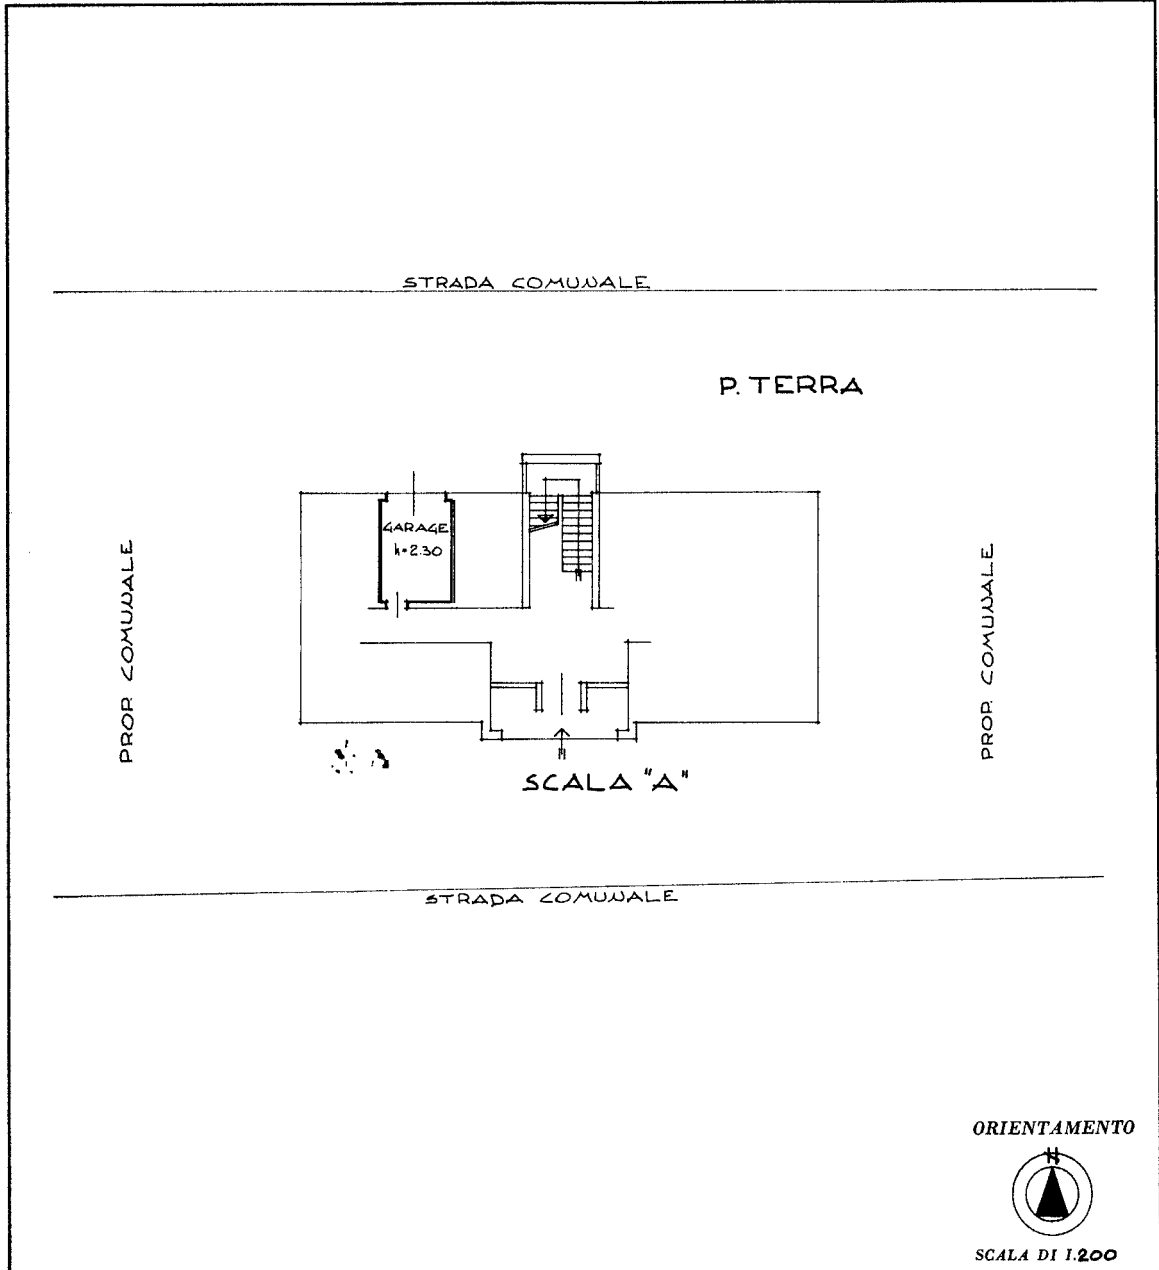 STRADA COMUNALE
P. TERRA
GARAGE
h=2.30
PROP. COMUNALE
PROP. COMUNALE
SCALA "A"
STRADA COMUNALE
ORIENTAMENTO
N
SCALA DI 1.200